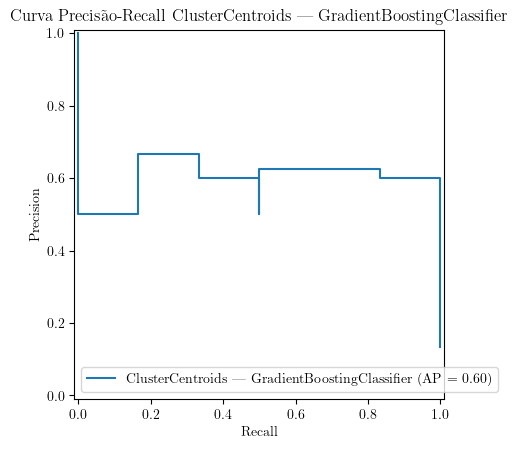 Curva Precisão-Recall ClusterCentroids — GradientBoostingClassifier
1.0
0.8
0.6
0.4
0.2
0.0
Precision
ClusterCentroids — GradientBoostingClassifier (AP = 0.60)
0.0 0.2 0.4 0.6 0.8 1.0
Recall